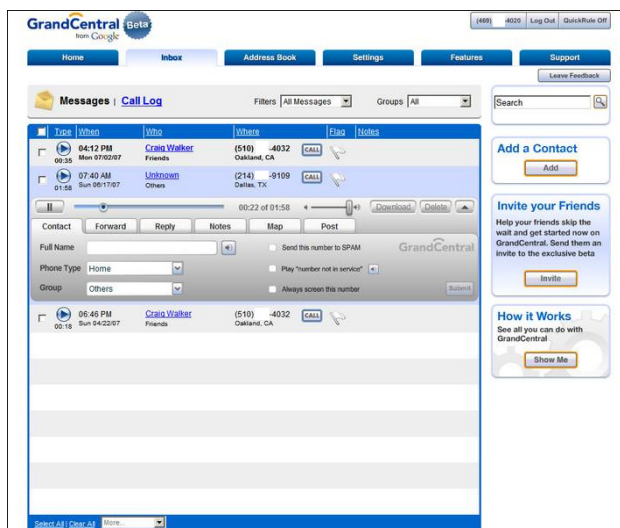 GrandCentral Beta
from Google
(469) -4020 Log Out QuickRule Off
Home Inbox Address Book Settings Features Support
Leave Feedback
Messages | Call Log Filters All Messages Groups All
Search
Type When Who Where Flag Notes
04:12 PM Craig Walker (510) -4032 CALL
00:35 Mon 07/02/07 Friends Oakland, CA
07:40 AM Unknown (214) -9109 CALL
01:58 Sun 06/17/07 Others Dallas, TX
00:22 of 01:58 Download Delete
Contact Forward Reply Notes Map Post
Full Name Send this number to SPAM GrandCentral
Phone Type Home Play "number not in service"
Group Others Always screen this number Submit
06:46 PM Craig Walker (510) -4032 CALL
00:18 Sun 04/22/07 Friends Oakland, CA
Select All | Clear All More...
Add a Contact
Add
Invite your Friends
Help your friends skip the
wait and get started now on
GrandCentral. Send them an
invite to the exclusive beta
Invite
How it Works
See all you can do with
GrandCentral
Show Me